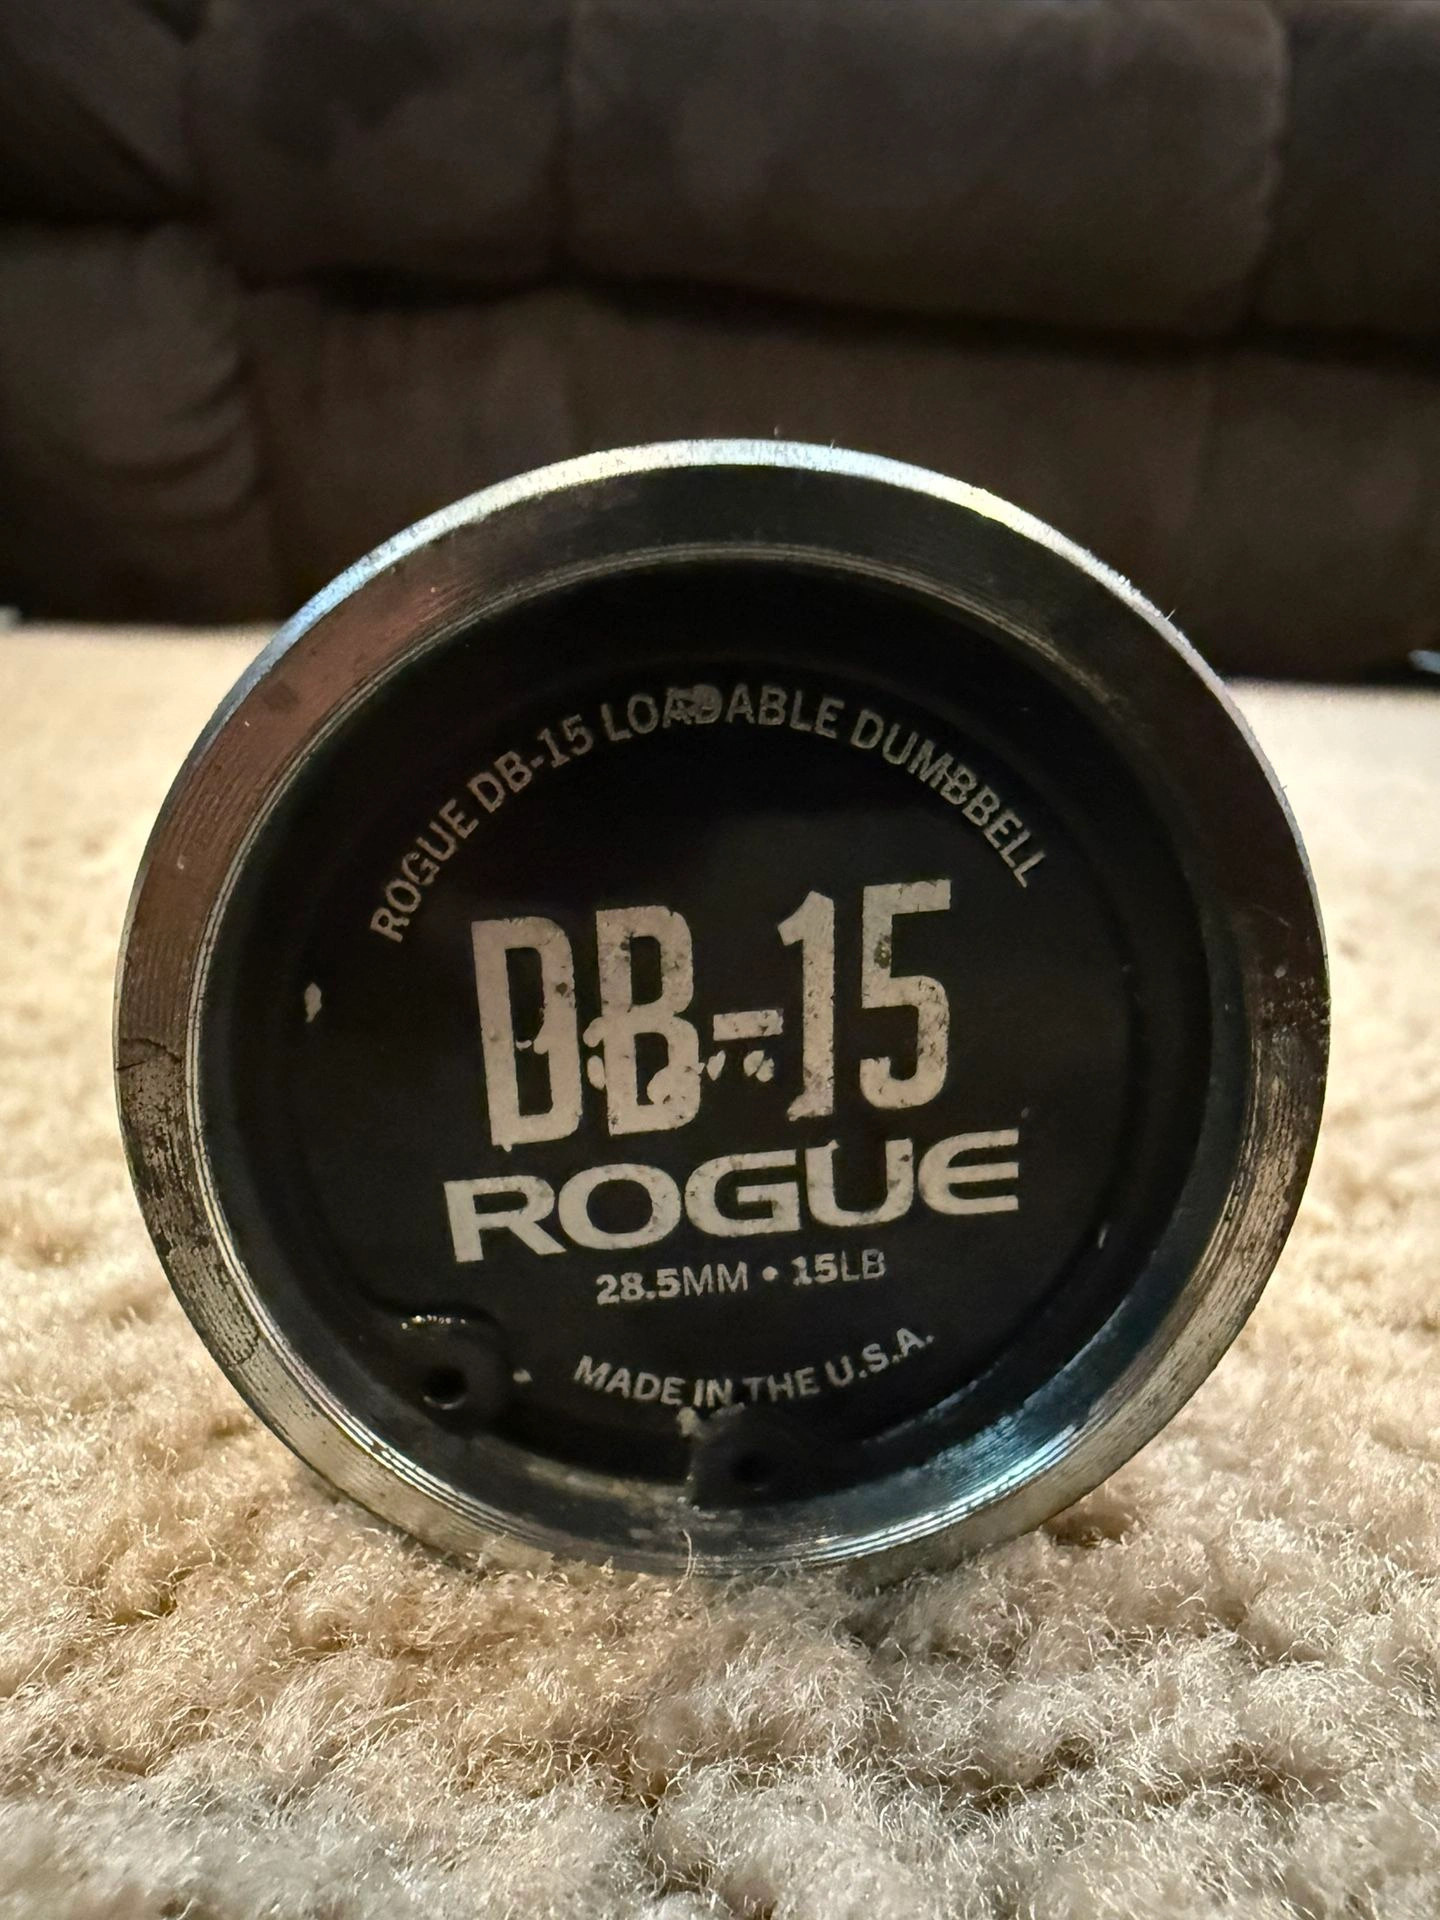 ROGUE DB-15 LOADABLE DUMBBELL
DB-15
ROGUE
28.5MM • 15LB
MADE IN THE U.S.A.